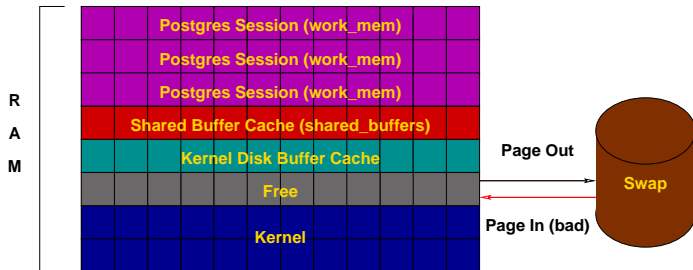 R
A
M
Postgres Session (work_mem)
Postgres Session (work_mem)
Postgres Session (work_mem)
Shared Buffer Cache (shared_buffers)
Kernel Disk Buffer Cache
Free
Kernel
Page Out
Page In (bad)
Swap